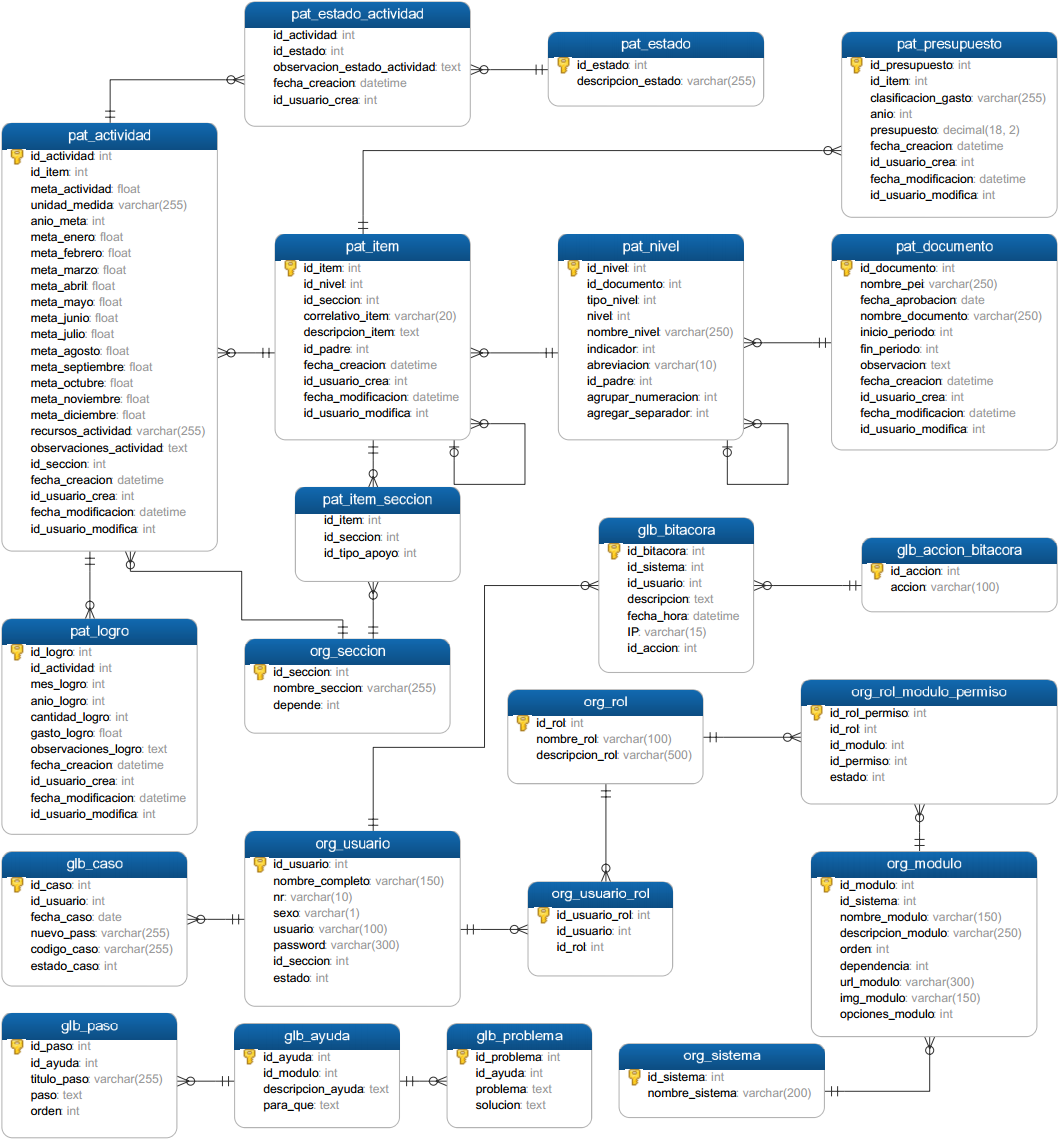 pat_estado_actividad
id_actividad: int
id_estado: int
observacion_estado_actividad: text
fecha_creacion: datetime
id_usuario_crea: int
pat_estado
id_estado: int
descripcion_estado: varchar(255)
pat_presupuesto
id_presupuesto: int
id_item: int
clasificacion_gasto: varchar(255)
anio: int
presupuesto: decimal(18, 2)
fecha_creacion: datetime
id_usuario_crea: int
fecha_modificacion: datetime
id_usuario_modifica: int
pat_actividad
id_actividad: int
id_item: int
meta_actividad: float
unidad_medida: varchar(255)
anio_meta: int
meta_enero: float
meta_febrero: float
meta_marzo: float
meta_abril: float
meta_mayo: float
meta_junio: float
meta_julio: float
meta_agosto: float
meta_septiembre: float
meta_octubre: float
meta_noviembre: float
meta_diciembre: float
recursos_actividad: varchar(255)
observaciones_actividad: text
id_seccion: int
fecha_creacion: datetime
id_usuario_crea: int
fecha_modificacion: datetime
id_usuario_modifica: int
pat_item
id_item: int
id_nivel: int
id_seccion: int
correlativo_item: varchar(20)
descripcion_item: text
id_padre: int
fecha_creacion: datetime
id_usuario_crea: int
fecha_modificacion: datetime
id_usuario_modifica: int
pat_nivel
id_nivel: int
id_documento: int
tipo_nivel: int
nivel: int
nombre_nivel: varchar(250)
indicador: int
abreviacion: varchar(10)
id_padre: int
agrupar_numeracion: int
agregar_separador: int
pat_documento
id_documento: int
nombre_pei: varchar(250)
fecha_aprobacion: date
nombre_documento: varchar(250)
inicio_periodo: int
fin_periodo: int
observacion: text
fecha_creacion: datetime
id_usuario_crea: int
fecha_modificacion: datetime
id_usuario_modifica: int
pat_item_seccion
id_item: int
id_seccion: int
id_tipo_apoyo: int
glb_bitacora
id_bitacora: int
id_sistema: int
id_usuario: int
descripcion: text
fecha_hora: datetime
IP: varchar(15)
id_accion: int
glb_accion_bitacora
id_accion: int
accion: varchar(100)
pat_logro
id_logro: int
id_actividad: int
mes_logro: int
anio_logro: int
cantidad_logro: int
gasto_logro: float
observaciones_logro: text
fecha_creacion: datetime
id_usuario_crea: int
fecha_modificacion: datetime
id_usuario_modifica: int
org_seccion
id_seccion: int
nombre_seccion: varchar(255)
depende: int
org_rol
id_rol: int
nombre_rol: varchar(100)
descripcion_rol: varchar(500)
org_rol_modulo_permiso
id_rol_permiso: int
id_rol: int
id_modulo: int
id_permiso: int
estado: int
glb_caso
id_caso: int
id_usuario: int
fecha_caso: date
nuevo_pass: varchar(255)
codigo_caso: varchar(255)
estado_caso: int
org_usuario
id_usuario: int
nombre_completo: varchar(150)
nr: varchar(10)
sexo: varchar(1)
usuario: varchar(100)
password: varchar(300)
id_seccion: int
estado: int
org_usuario_rol
id_usuario_rol: int
id_usuario: int
id_rol: int
org_modulo
id_modulo: int
id_sistema: int
nombre_modulo: varchar(150)
descripcion_modulo: varchar(250)
orden: int
dependencia: int
url_modulo: varchar(300)
img_modulo: varchar(150)
opciones_modulo: int
glb_paso
id_paso: int
id_ayuda: int
titulo_paso: varchar(255)
paso: text
orden: int
glb_ayuda
id_ayuda: int
id_modulo: int
descripcion_ayuda: text
para_que: text
glb_problema
id_problema: int
id_ayuda: int
problema: text
solucion: text
org_sistema
id_sistema: int
nombre_sistema: varchar(200)